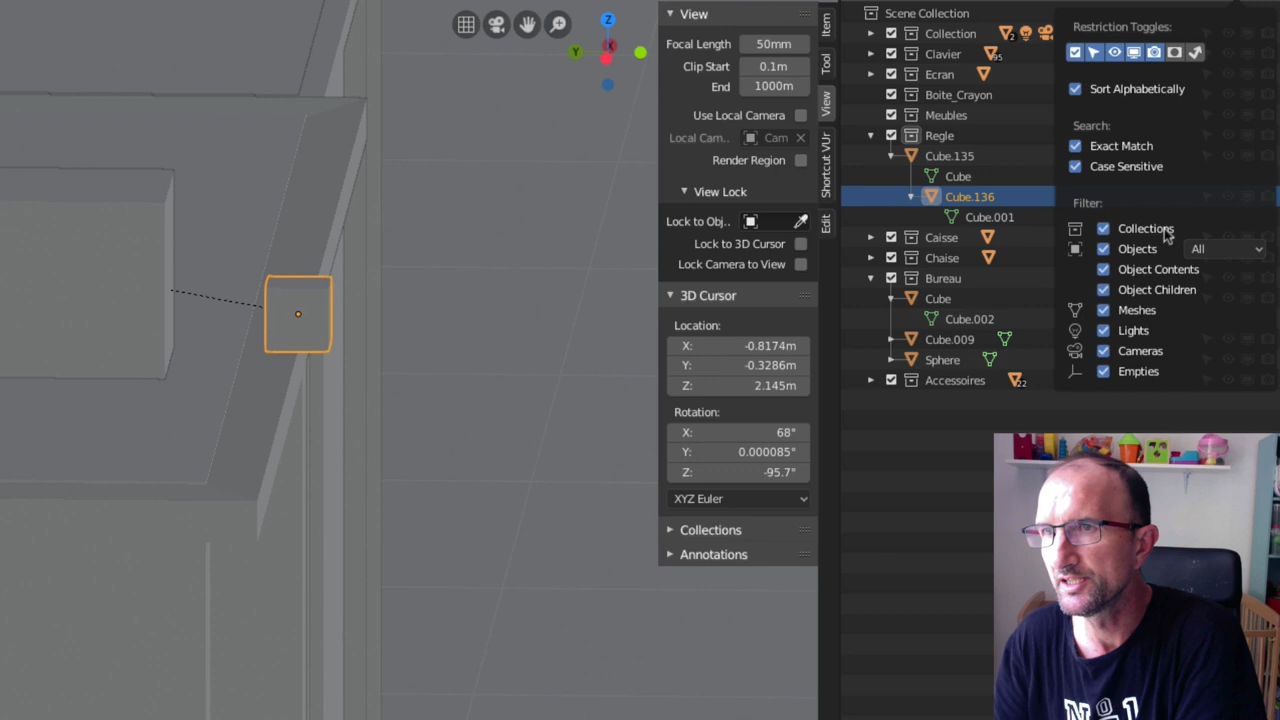 Z
Y
X
View
Focal Length 50mm
Clip Start 0.1m
End 1000m
Use Local Camera
Local Cam.. Cam
Render Region
View Lock
Lock to Obj..
Lock to 3D Cursor
Lock Camera to View
3D Cursor
Location:
X: -0.8174m
Y: -0.3286m
Z: 2.145m
Rotation:
X: 68°
Y: 0.000085°
Z: -95.7°
XYZ Euler
Collections
Annotations
Item
Tool
View
Shortcut VUr
Edit
Scene Collection
Collection 2
Clavier 95
Ecran
Boite_Crayon
Meubles
Regle
Cube.135
Cube
Cube.136
Cube.001
Caisse
Chaise
Bureau
Cube
Cube.002
Cube.009
Sphere
Accessoires 22
Restriction Toggles:
Sort Alphabetically
Search:
Exact Match
Case Sensitive
Filter:
Collections
Objects All
Object Contents
Object Children
Meshes
Lights
Cameras
Empties